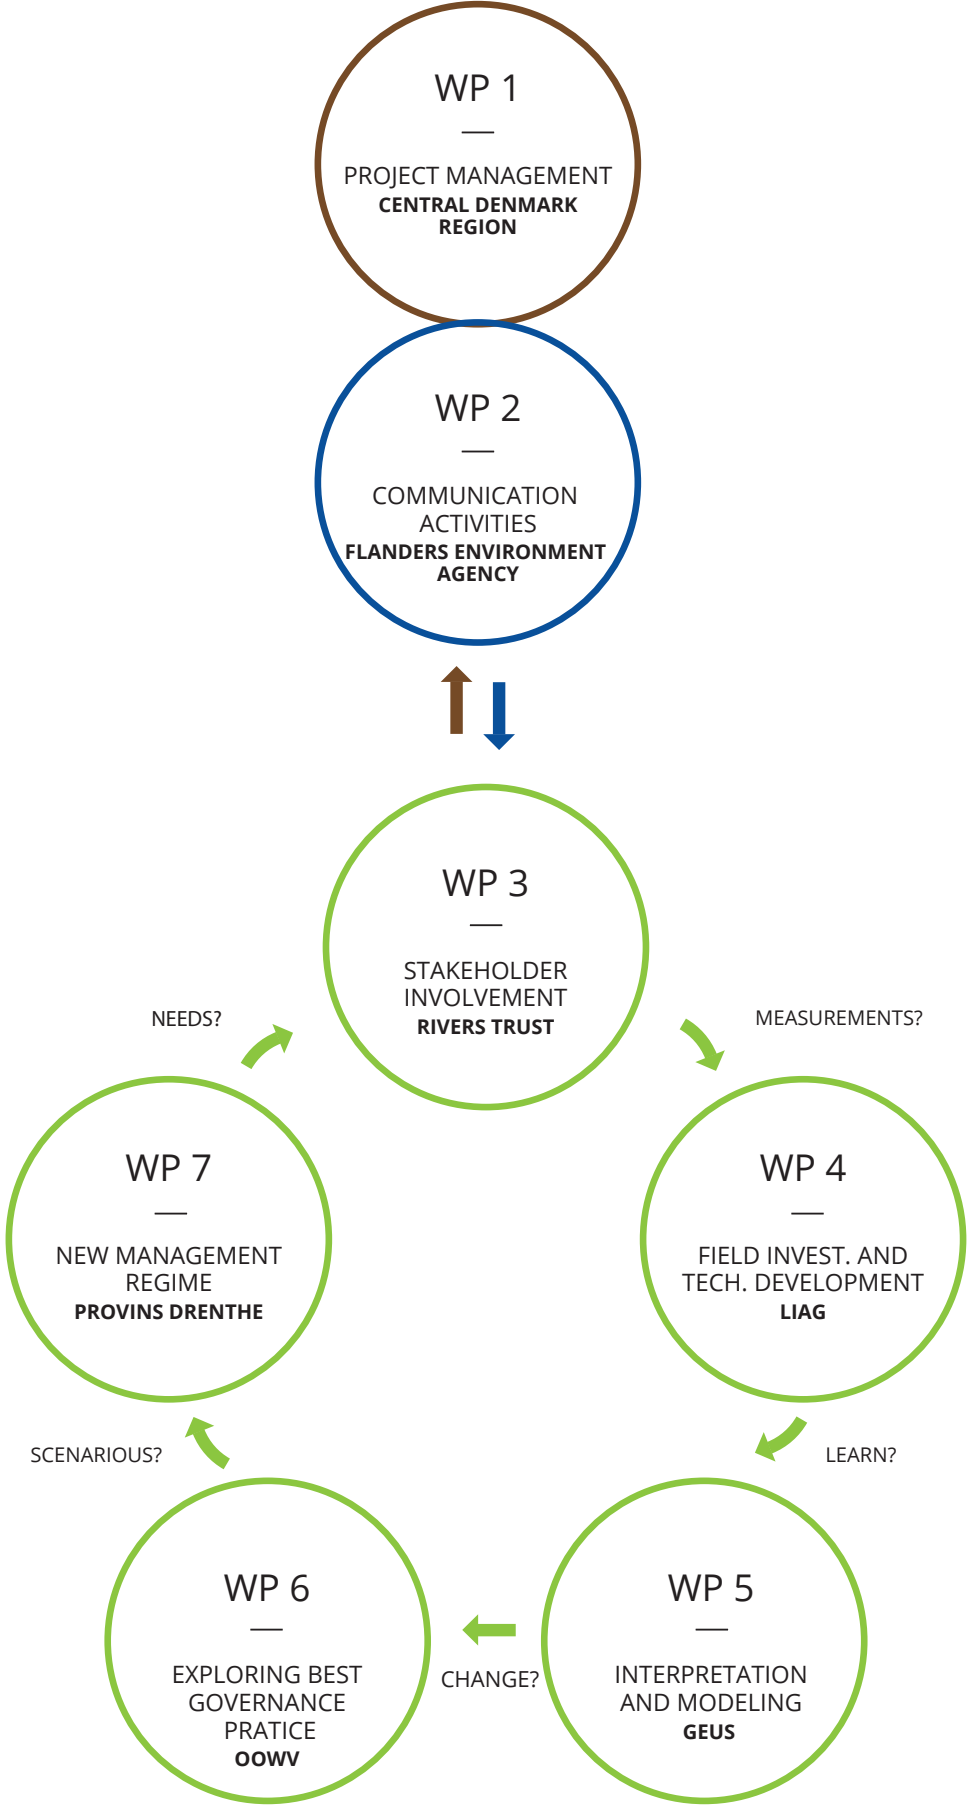 WP 1
PROJECT MANAGEMENT
CENTRAL DENMARK
REGION
WP 2
COMMUNICATION
ACTIVITIES
FLANDERS ENVIRONMENT
AGENCY
WP 3
STAKEHOLDER
INVOLVEMENT
RIVERS TRUST
NEEDS?
MEASUREMENTS?
WP 7
NEW MANAGEMENT
REGIME
PROVINS DRENTHE
WP 4
FIELD INVEST. AND
TECH. DEVELOPMENT
LIAG
SCENARIOUS?
LEARN?
WP 6
EXPLORING BEST
GOVERNANCE
PRATICE
OOWV
CHANGE?
WP 5
INTERPRETATION
AND MODELING
GEUS